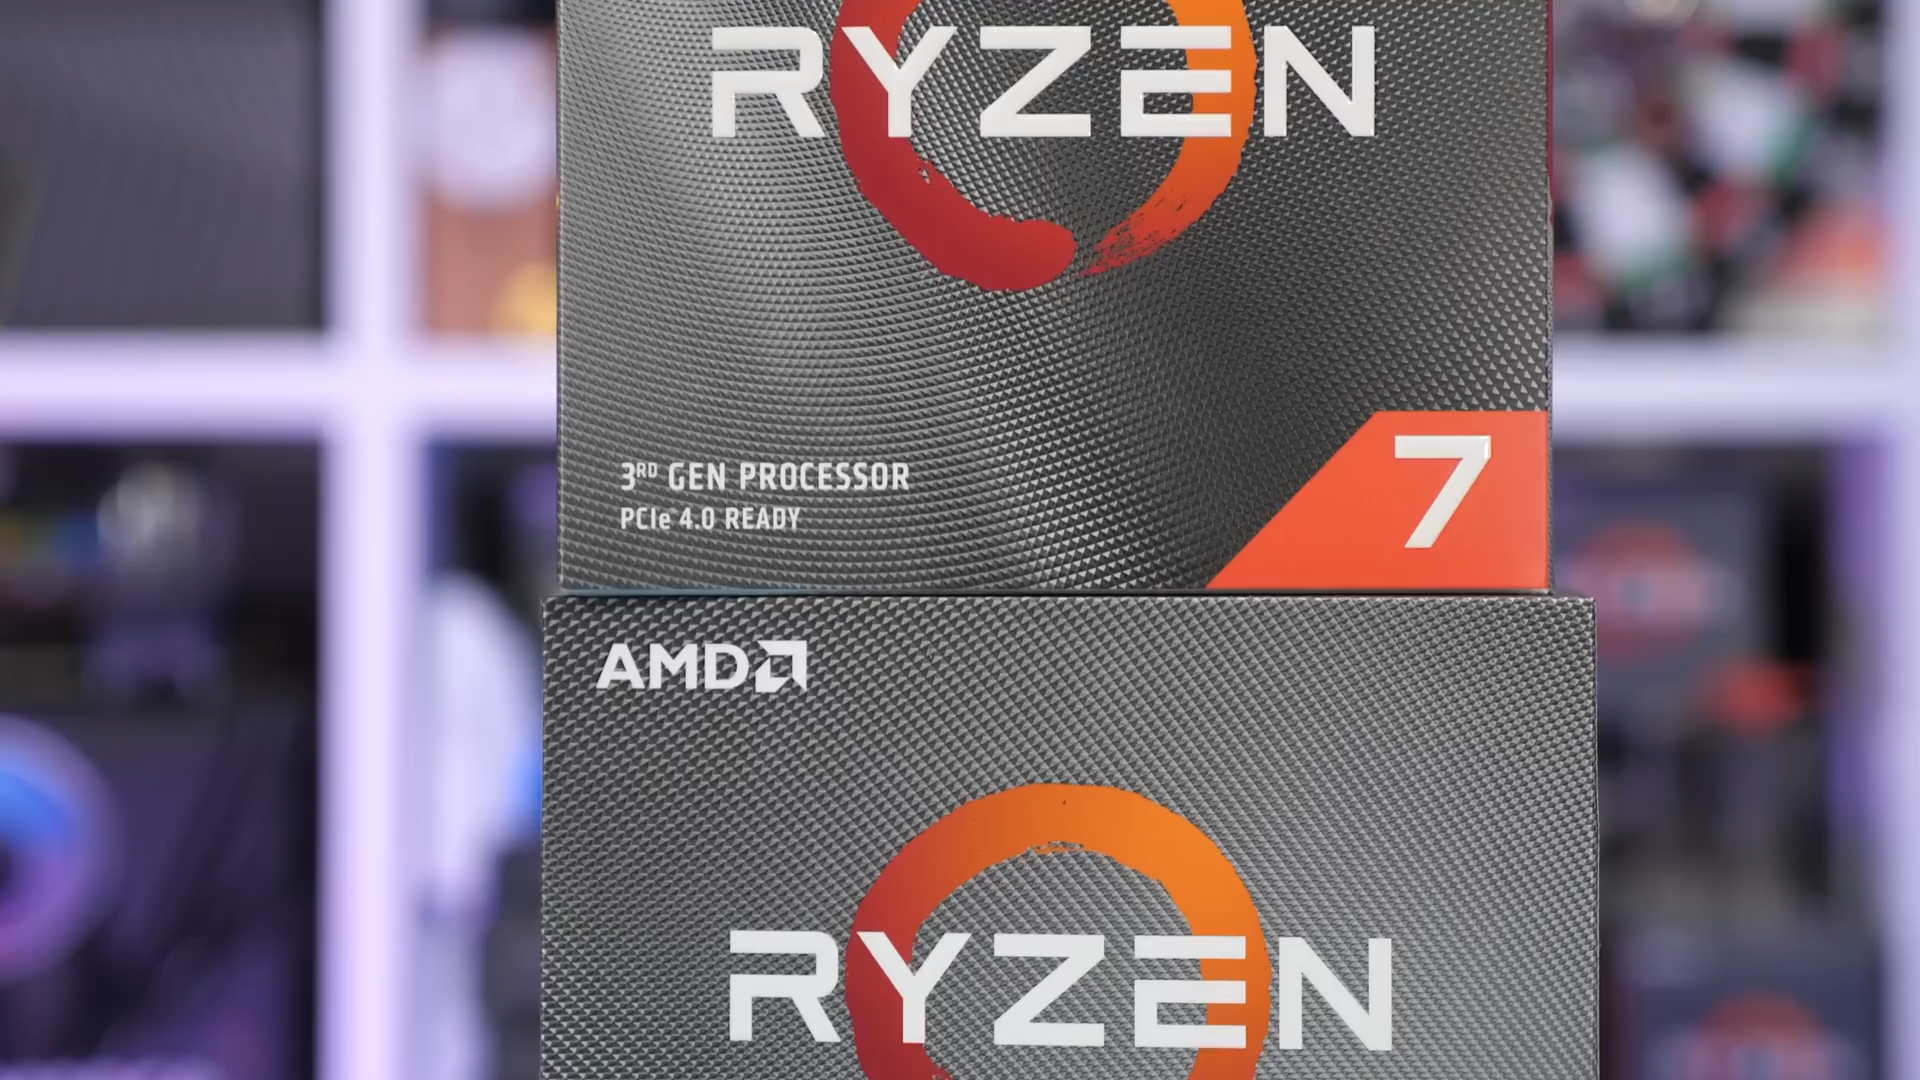 RYZEN
3RD GEN PROCESSOR
PCIe 4.0 READY
7
AMD
RYZEN